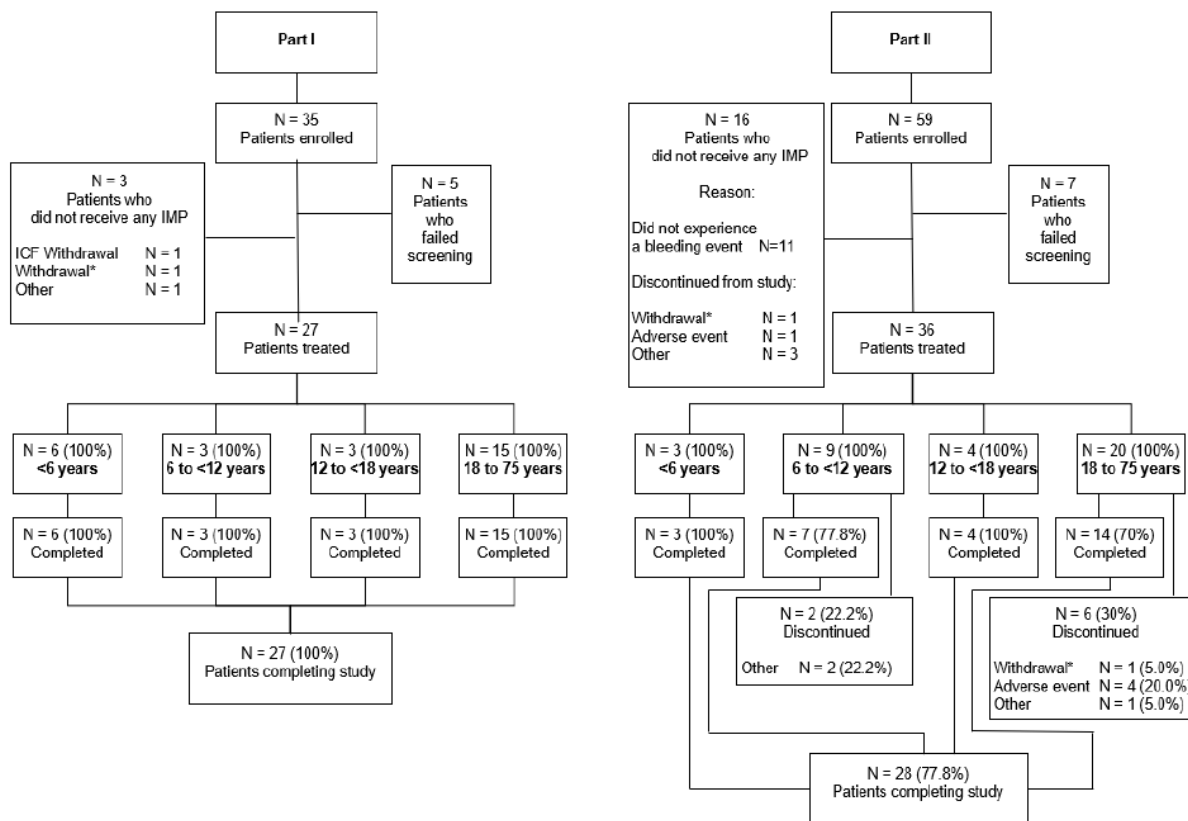 Part I
N = 35
Patients enrolled
N = 3
Patients who
did not receive any IMP
ICF Withdrawal N = 1
Withdrawal* N = 1
Other N = 1
N = 5
Patients
who
failed
screening
N = 27
Patients treated
N = 6 (100%)
<6 years
N = 3 (100%)
6 to <12 years
N = 3 (100%)
12 to <18 years
N = 15 (100%)
18 to 75 years
N = 6 (100%)
Completed
N = 3 (100%)
Completed
N = 3 (100%)
Completed
N = 15 (100%)
Completed
N = 27 (100%)
Patients completing study
Part II
N = 59
Patients enrolled
N = 16
Patients who
did not receive any IMP
Reason:
Did not experience
a bleeding event N=11
Discontinued from study:
Withdrawal* N = 1
Adverse event N = 1
Other N = 3
N = 7
Patients
who
failed
screening
N = 36
Patients treated
N = 3 (100%)
<6 years
N = 9 (100%)
6 to <12 years
N = 4 (100%)
12 to <18 years
N = 20 (100%)
18 to 75 years
N = 3 (100%)
Completed
N = 7 (77.8%)
Completed
N = 4 (100%)
Completed
N = 14 (70%)
Completed
N = 2 (22.2%)
Discontinued
Other N = 2 (22.2%)
N = 6 (30%)
Discontinued
Withdrawal* N = 1 (5.0%)
Adverse event N = 4 (20.0%)
Other N = 1 (5.0%)
N = 28 (77.8%)
Patients completing study